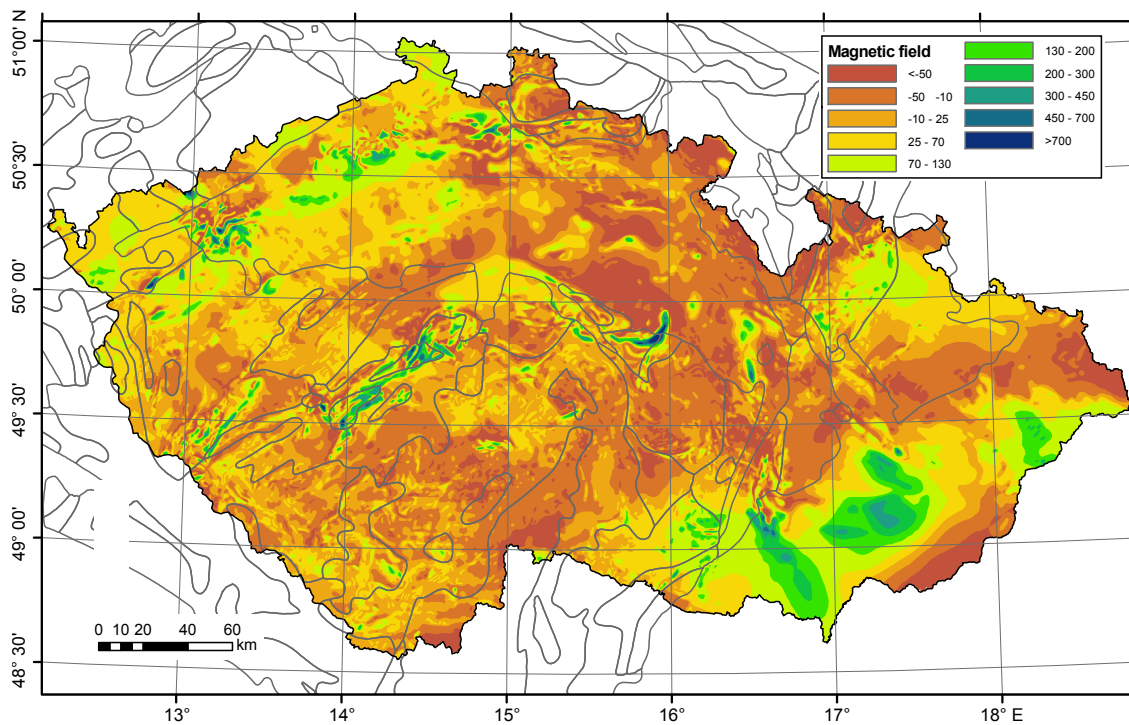 51° 00' N
50° 30'
50° 00'
49° 30'
49° 00'
48° 30'
Magnetic field
<-50
-50 -10
-10 - 25
25 - 70
70 - 130
130 - 200
200 - 300
300 - 450
450 - 700
>700
0 10 20 40 60
km
13° 14° 15° 16° 17° 18° E